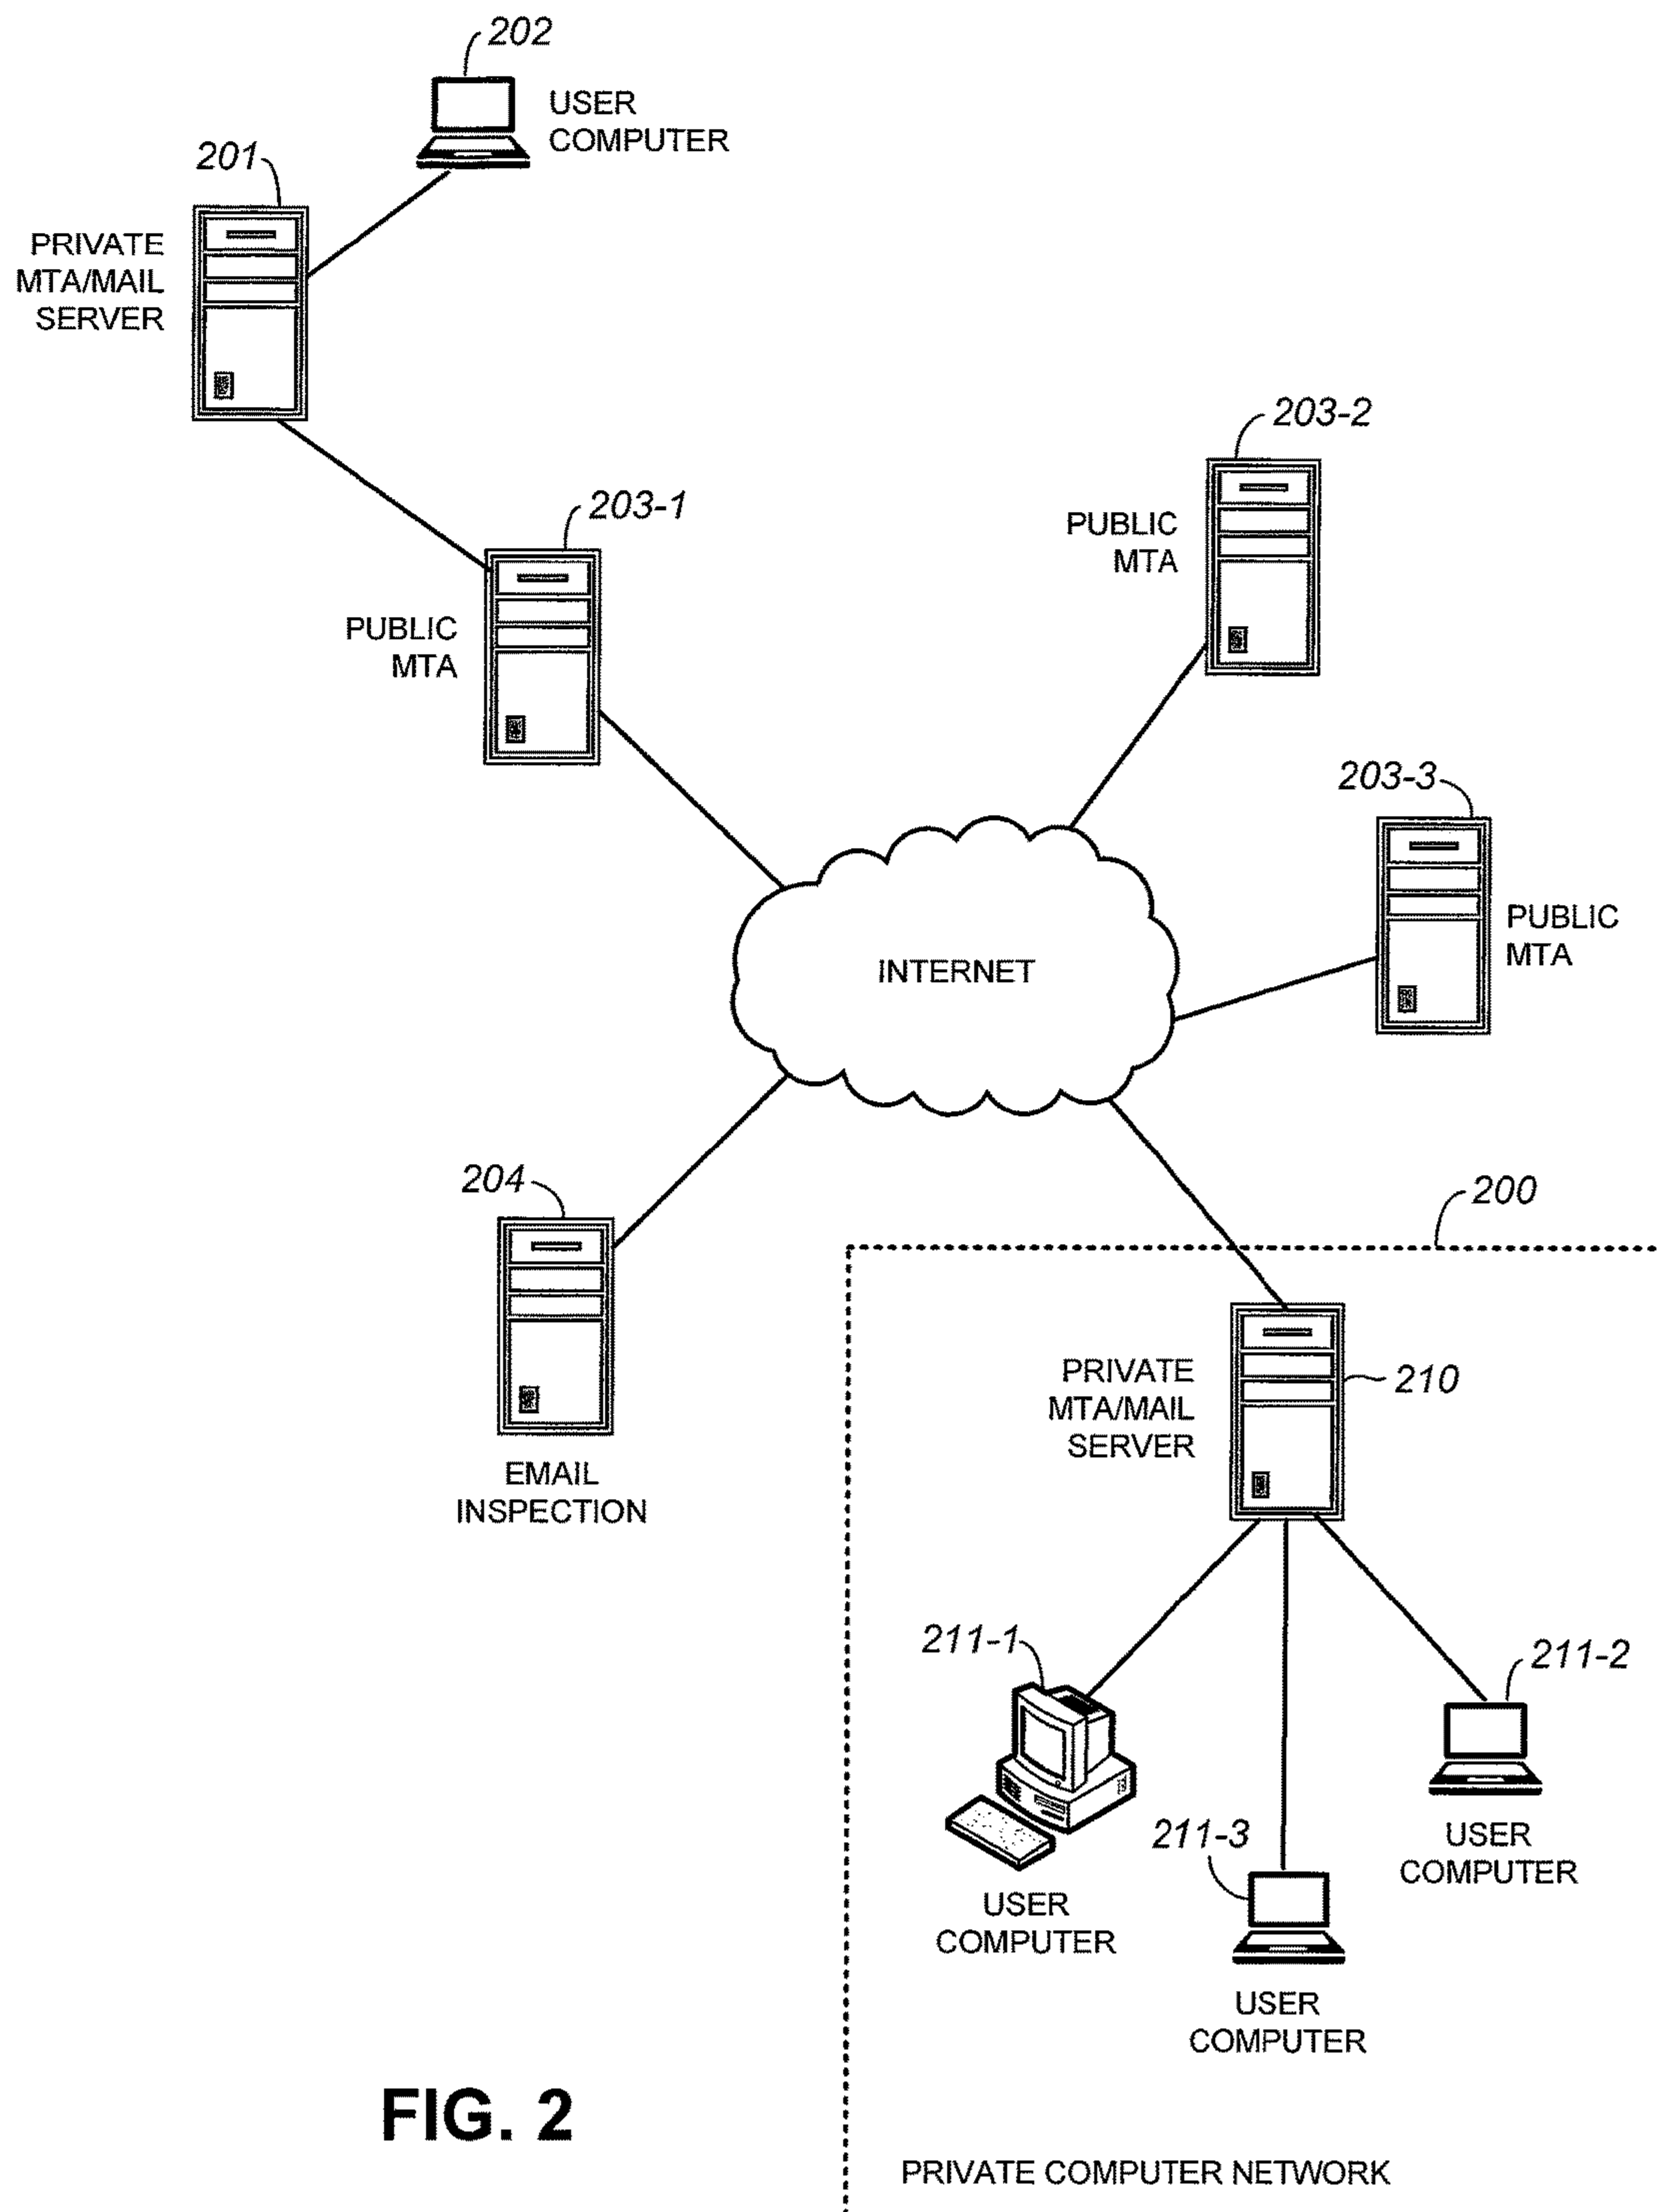 202
USER
COMPUTER
201
PRIVATE
MTA/MAIL
SERVER
203-2
PUBLIC
MTA
203-1
PUBLIC
MTA
203-3
PUBLIC
MTA
INTERNET
204
EMAIL
INSPECTION
200
PRIVATE
MTA/MAIL
SERVER
210
211-1
USER
COMPUTER
211-2
USER
COMPUTER
211-3
USER
COMPUTER
FIG. 2
PRIVATE COMPUTER NETWORK